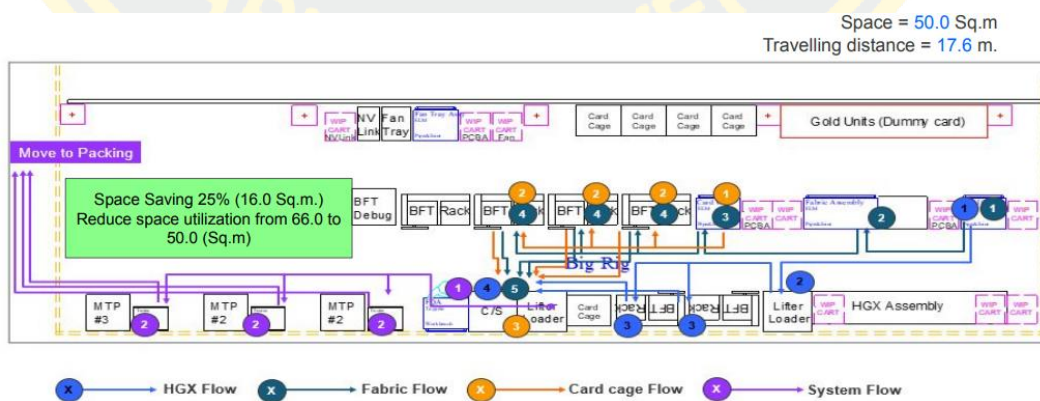 Space = 50.0 Sq.m
Travelling distance = 17.6 m.
+ + + + +
WIP CART NVLink
NV Link
Fan Tray
WIP CART PCBA
WIP CART Fan
Card Cage
Card Cage
Card Cage
Card Cage
Gold Units (Dummy card)
Move to Packing
Space Saving 25% (16.0 Sq.m.)
Reduce space utilization from 66.0 to
50.0 (Sq.m)
BFT
Debug
BFT Rack
2
4
2
4
2
4
1
3
WIP CART PCBA
WIP CART
Fabric Assembly
2
WIP CART PCBA
1 1
WIP CART
WIP CART
Big Rig
MTP
#3
2
MTP
#2
2
MTP
#2
2
1
4
5
C/S
3
Lifter
Loader
Card
Cage
Rack
BFT
3
Rack
BFT
3
2
Lifter
Loader
WIP
CART
HGX Assembly
WIP
CART
WIP
CART
X HGX Flow
X Fabric Flow
X Card cage Flow
X System Flow